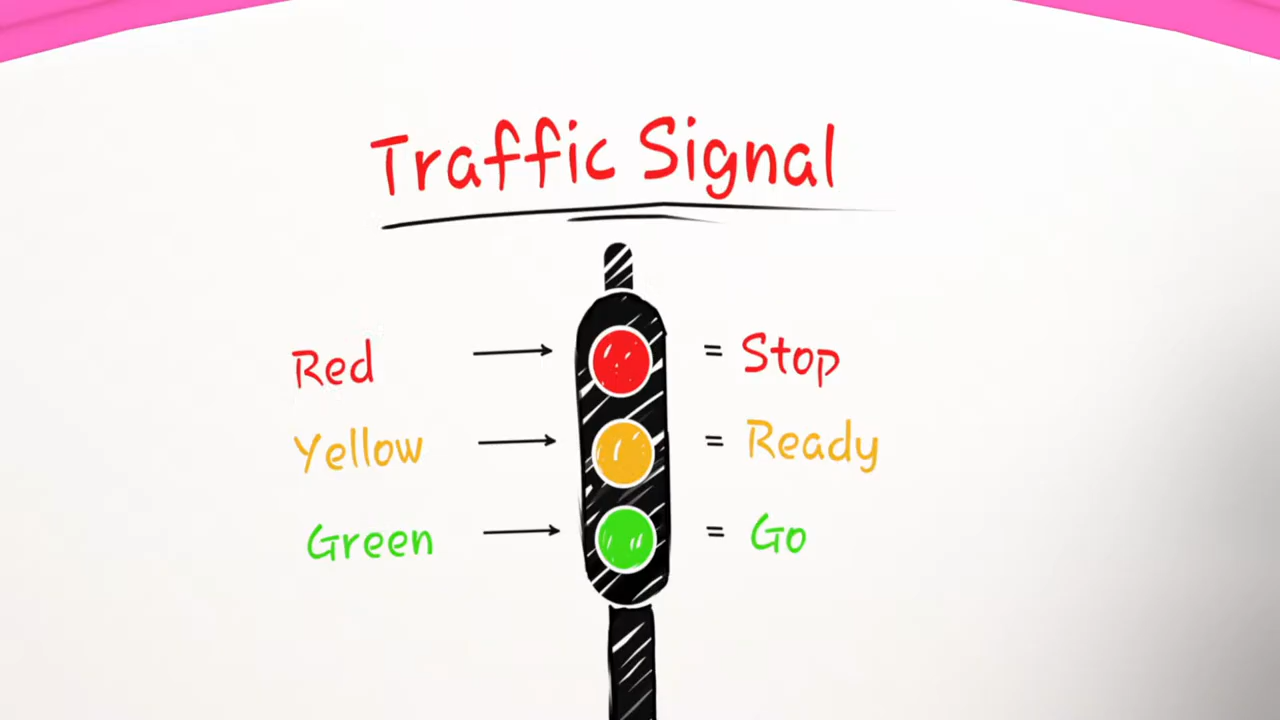 Traffic Signal
Red → = Stop
Yellow → = Ready
Green → = Go